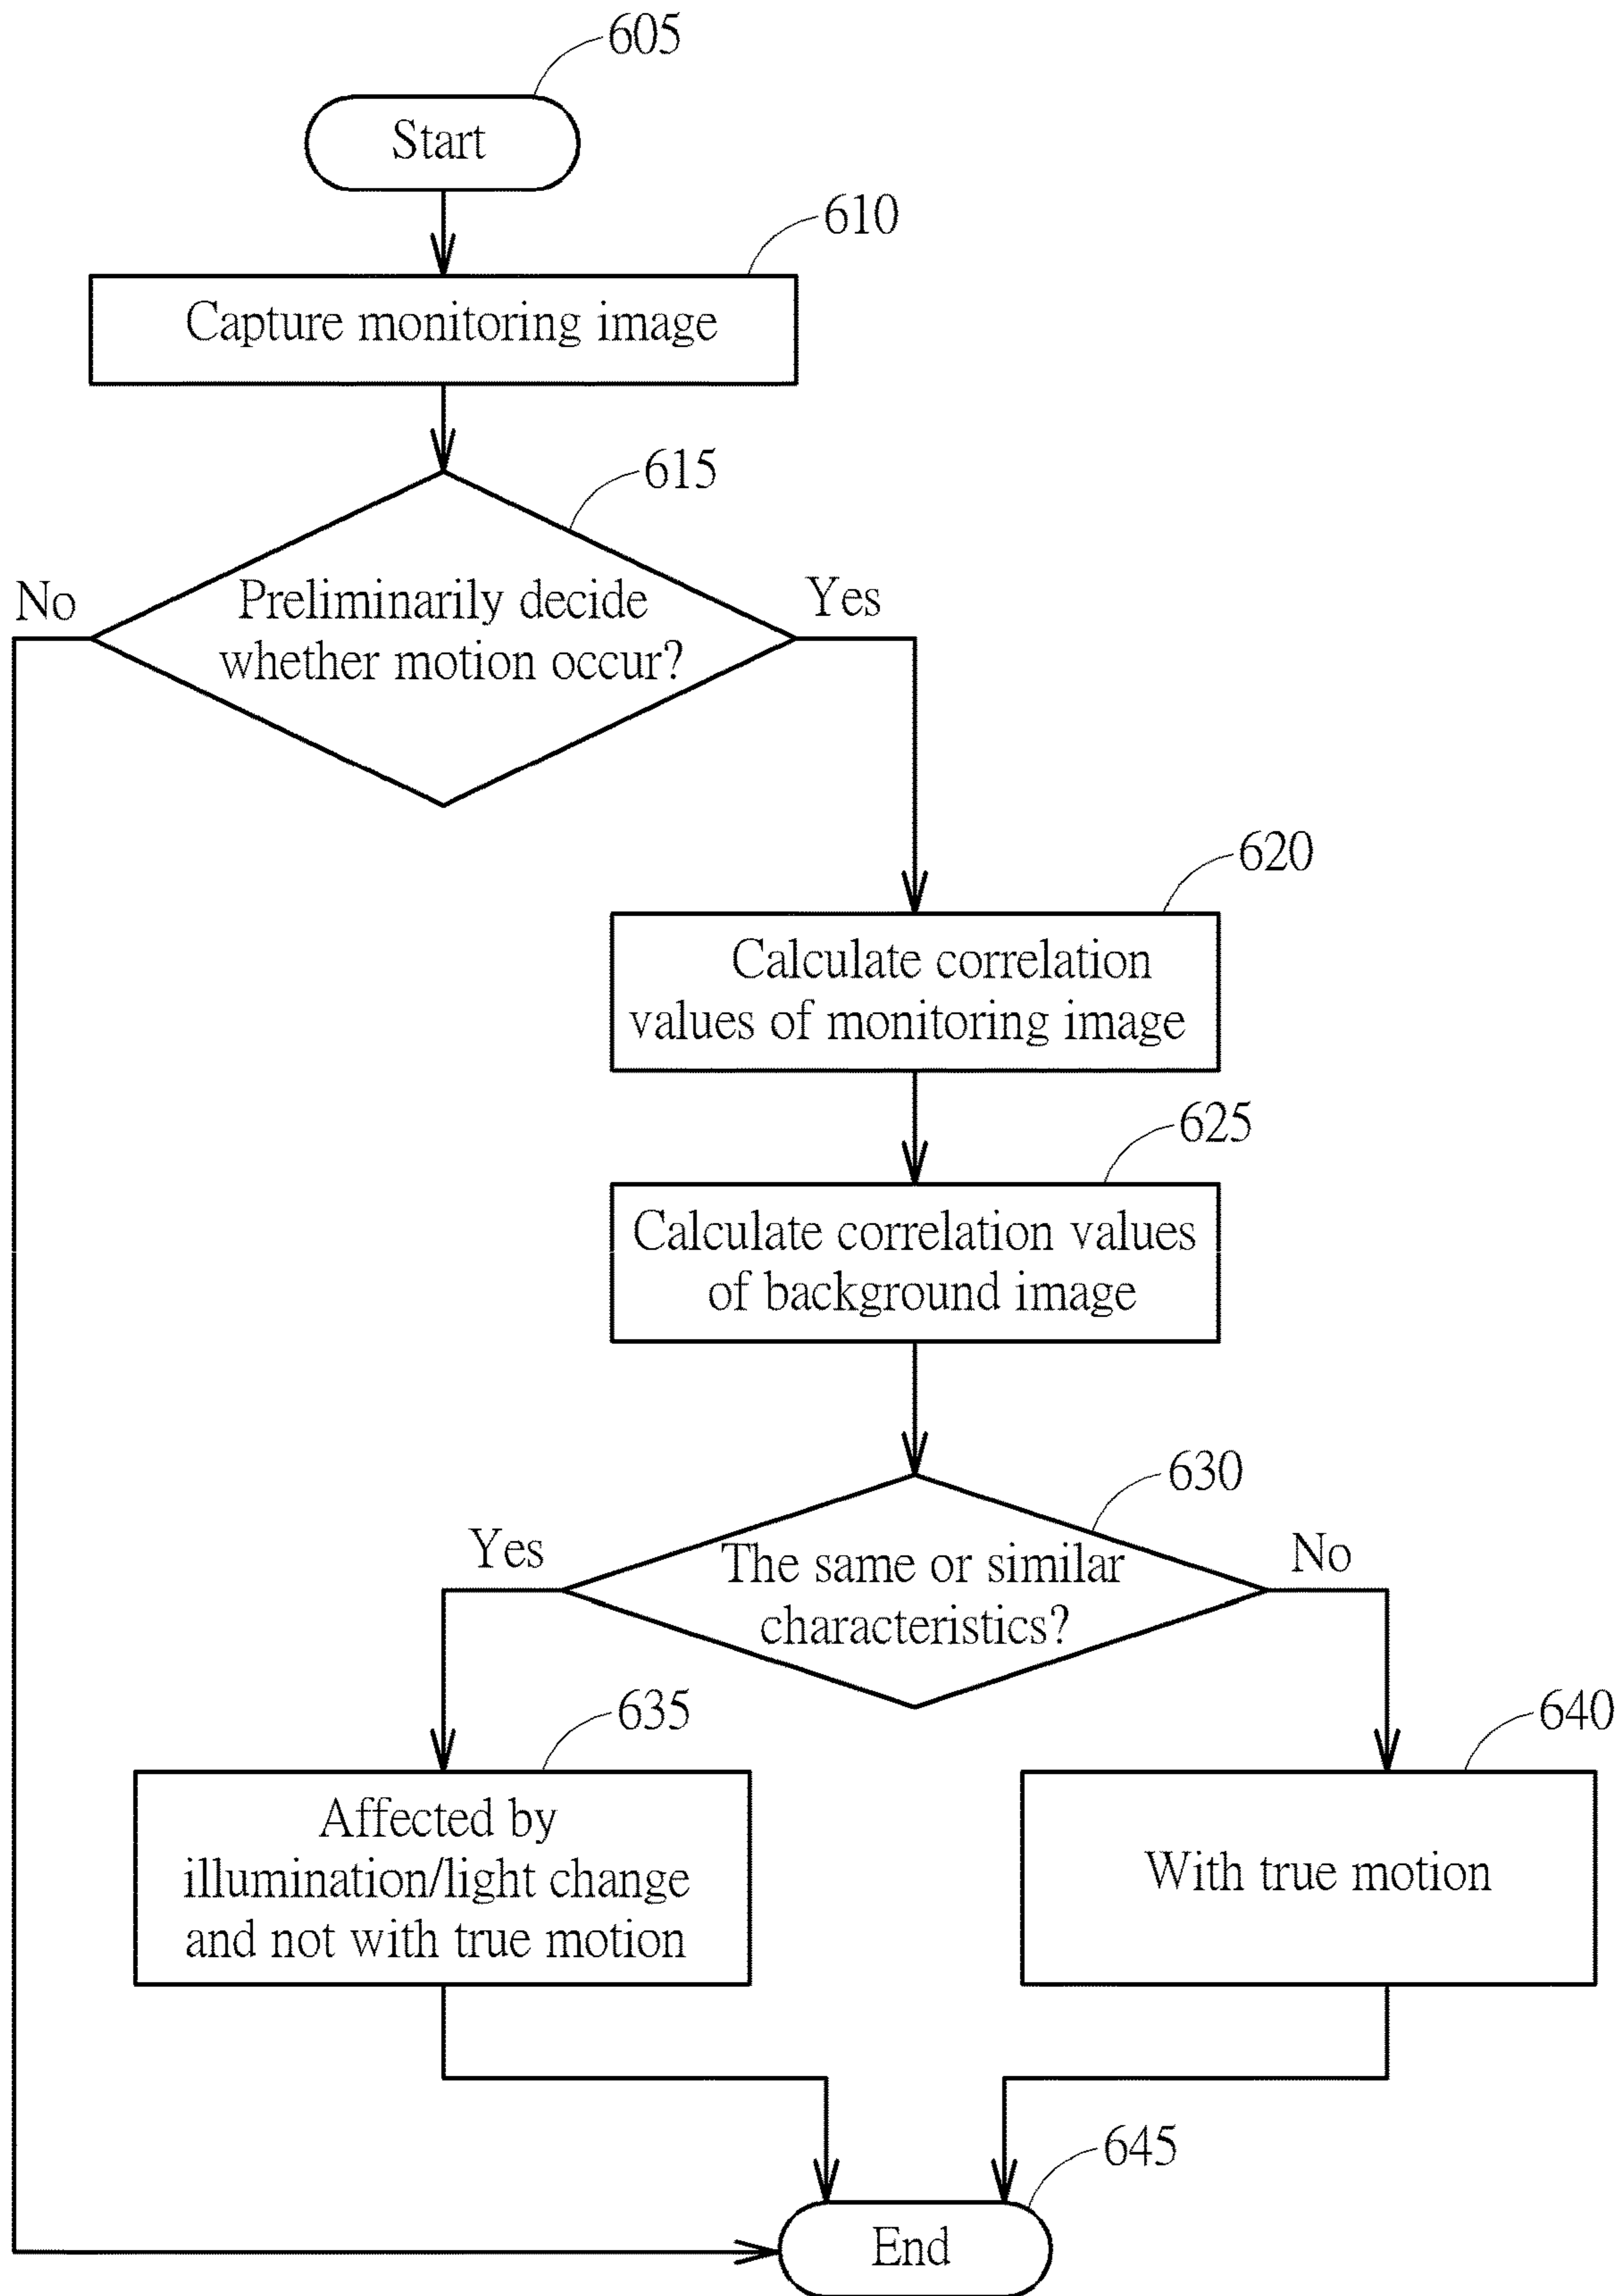 605
Start
610
Capture monitoring image
615
No
Preliminarily decide
whether motion occur?
Yes
620
Calculate correlation
values of monitoring image
625
Calculate correlation values
of background image
630
Yes
The same or similar
characteristics?
No
635
640
Affected by
illumination/light change
and not with true motion
With true motion
645
End